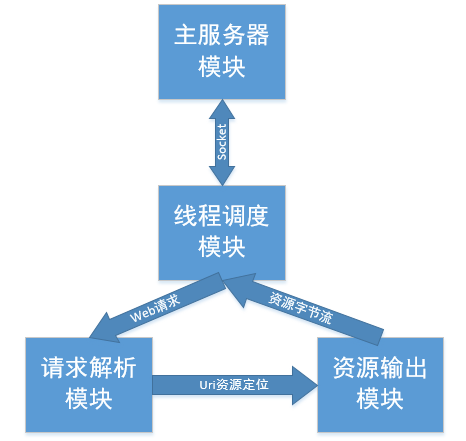 主服务器
模块
Socket
线程调度
模块
Web请求
资源字节流
请求解析
模块
Uri资源定位
资源输出
模块